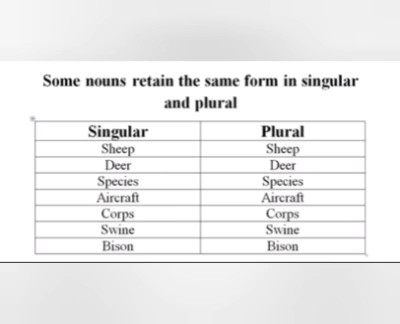 Some nouns retain the same form in singular
and plural
Singular Plural
Sheep Sheep
Deer Deer
Species Species
Aircraft Aircraft
Corps Corps
Swine Swine
Bison Bison